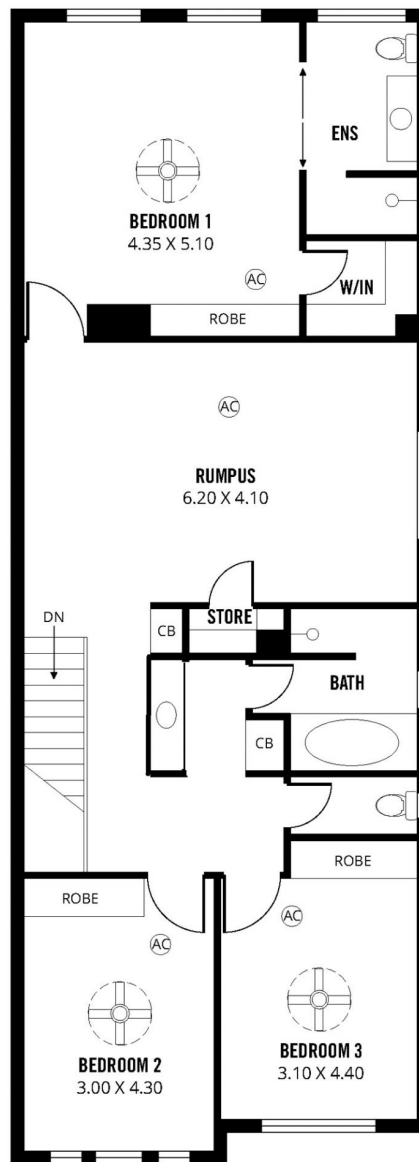 ENS
BEDROOM 1
4.35 X 5.10
AC
W/IN
ROBE
AC
RUMPUS
6.20 X 4.10
DN
CB
STORE
BATH
CB
ROBE
ROBE
AC
AC
BEDROOM 2
3.00 X 4.30
BEDROOM 3
3.10 X 4.40